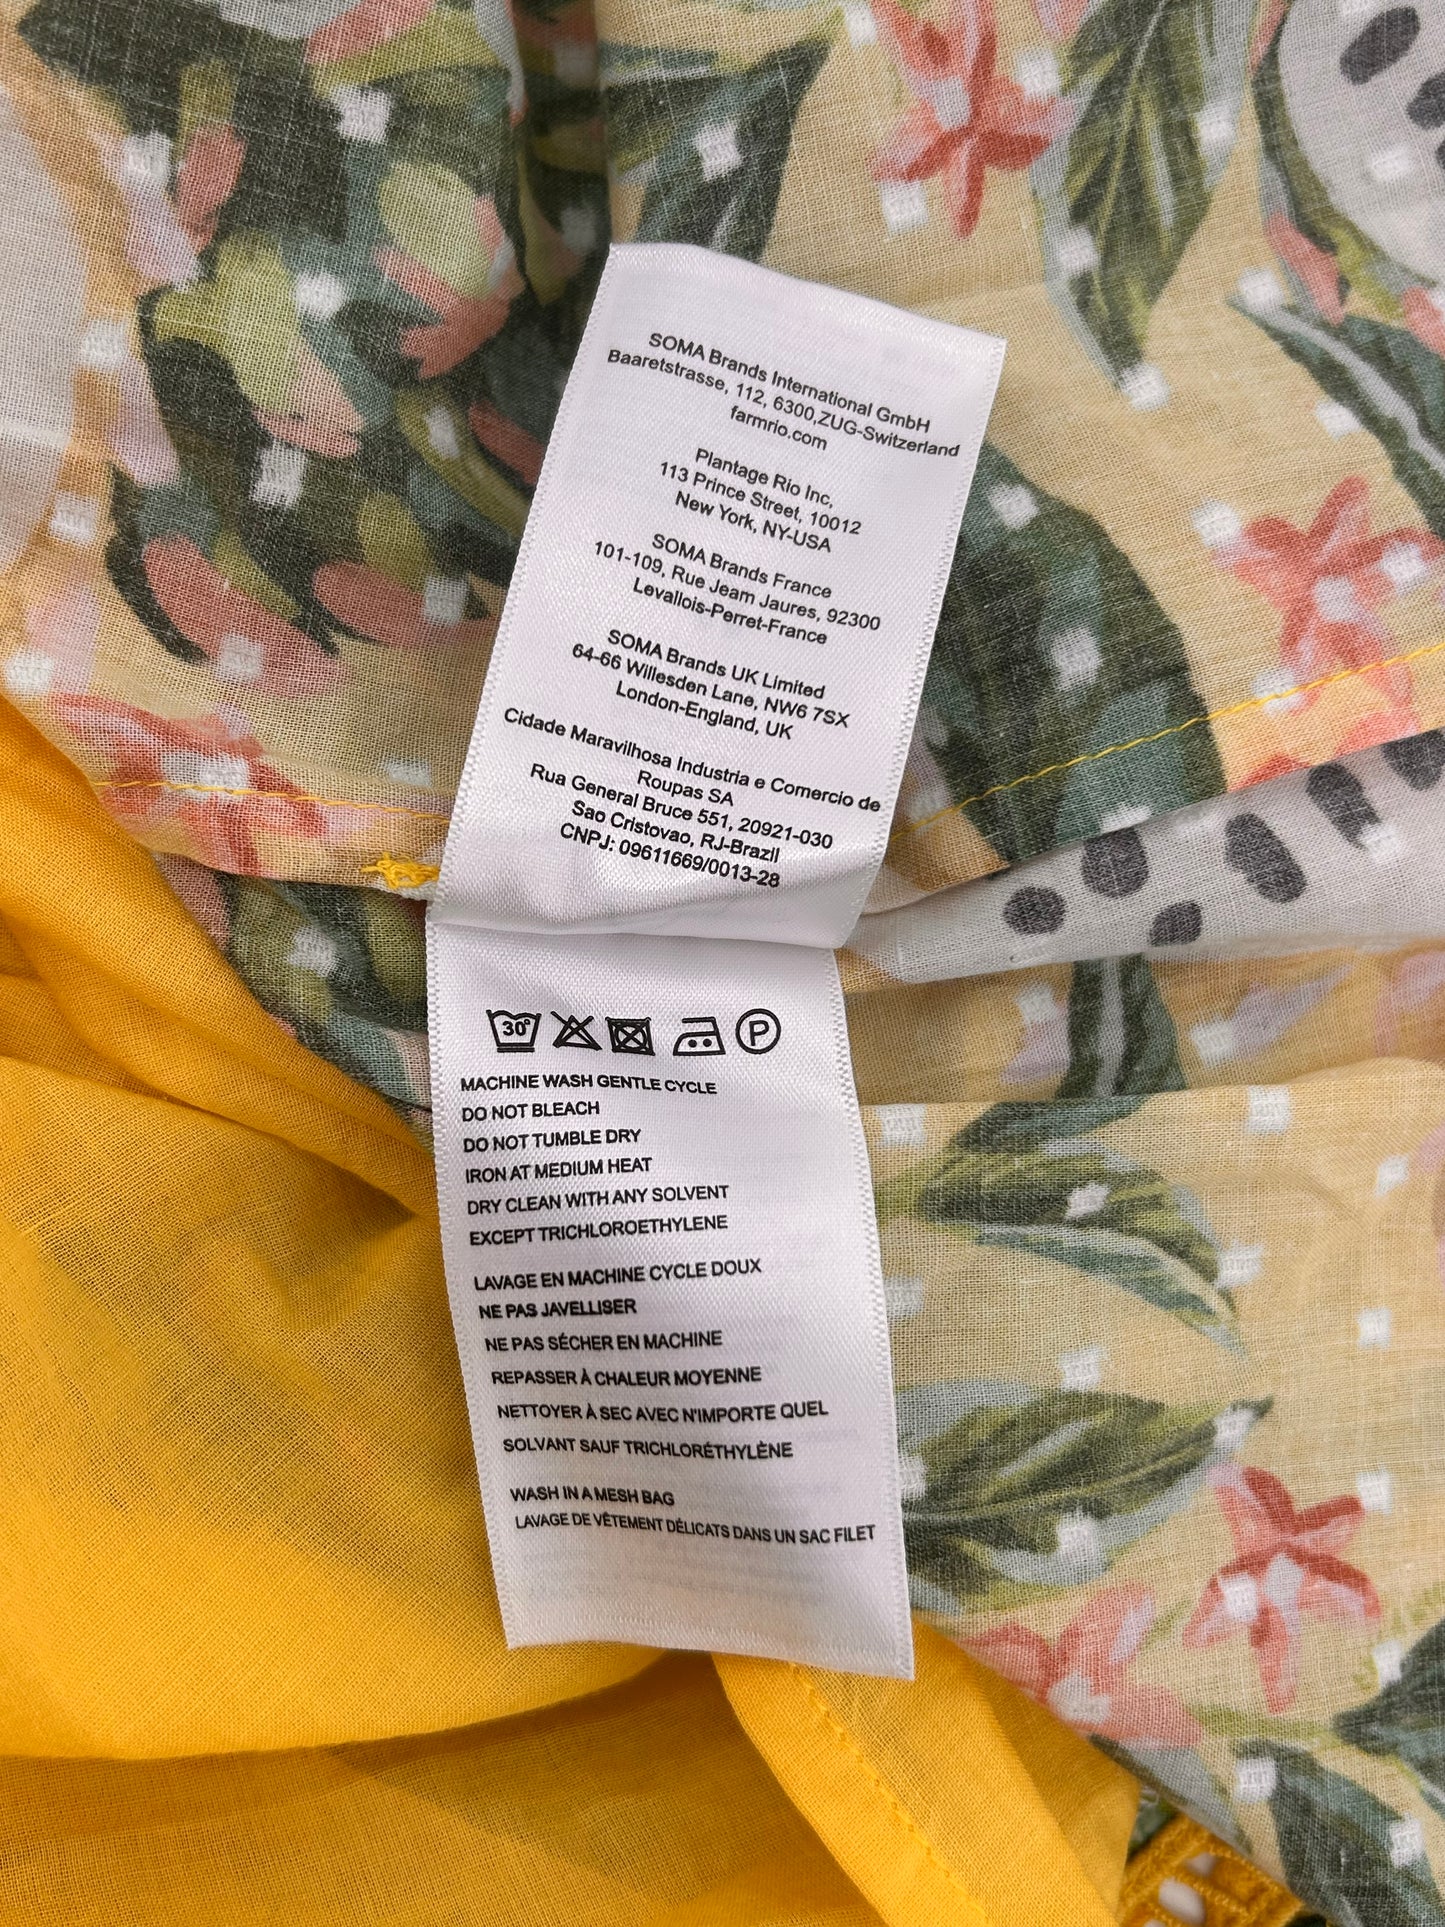 SOMA Brands International GmbH
Baaretstrasse, 112, 6300,ZUG-Switzerland
farmrio.com
Plantage Rio Inc,
113 Prince Street, 10012
New York, NY-USA
SOMA Brands France
101-109, Rue Jeam Jaures, 92300
Levallois-Perret-France
SOMA Brands UK Limited
64-66 Willesden Lane, NW6 7SX
London-England, UK
Cidade Maravilhosa Industria e Comercio de
Roupas SA
Rua General Bruce 551, 20921-030
Sao Cristovao, RJ-Brazil
CNPJ: 09611669/0013-28
30° P
MACHINE WASH GENTLE CYCLE
DO NOT BLEACH
DO NOT TUMBLE DRY
IRON AT MEDIUM HEAT
DRY CLEAN WITH ANY SOLVENT
EXCEPT TRICHLOROETHYLENE
LAVAGE EN MACHINE CYCLE DOUX
NE PAS JAVELLISER
NE PAS SÉCHER EN MACHINE
REPASSER À CHALEUR MOYENNE
NETTOYER À SEC AVEC N'IMPORTE QUEL
SOLVANT SAUF TRICHLORÉTHYLÈNE
WASH IN A MESH BAG
LAVAGE DE VÊTEMENT DÉLICATS DANS UN SAC FILET